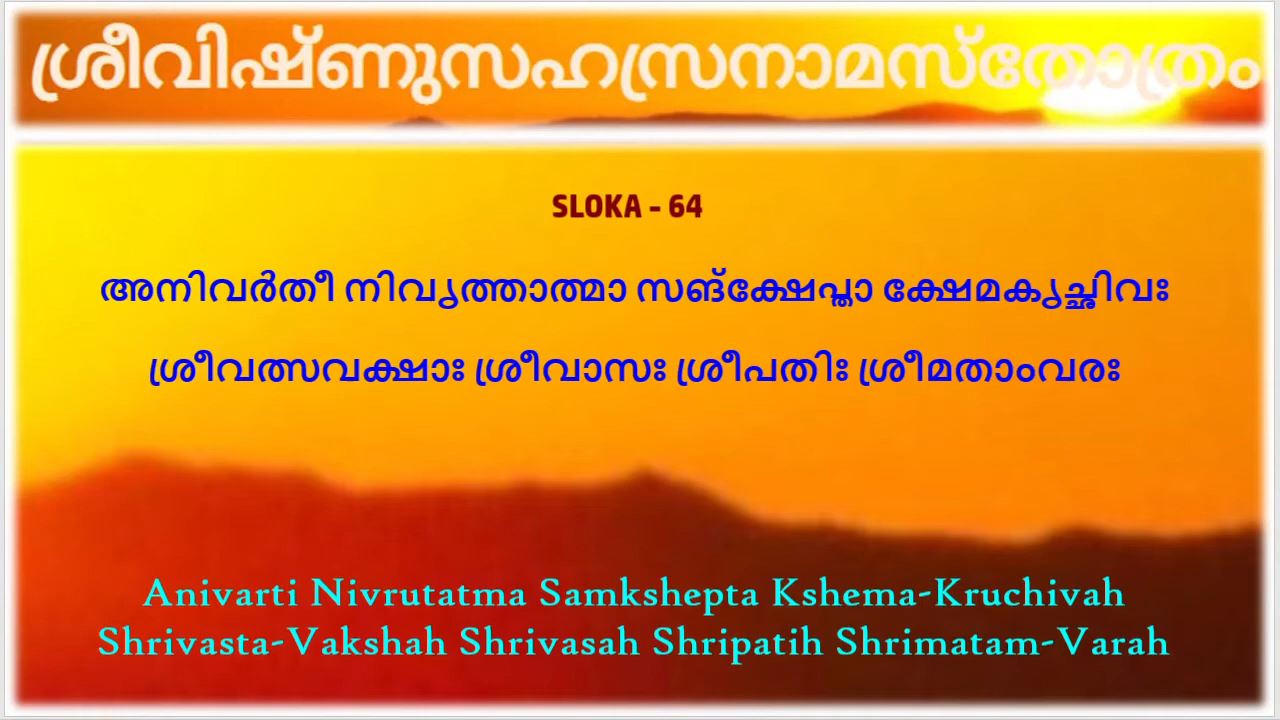 ശ്രീവിഷ്ണുസഹസ്രനാമസ്തോത്രം
SLOKA - 64
അനിവർതീ നിവൃത്താത്മാ സങ്ക്ഷേപ്താ ക്ഷേമകൃച്ഛിവഃ
ശ്രീവത്സവക്ഷാഃ ശ്രീവാസഃ ശ്രീപതിഃ ശ്രീമതാംവരഃ
Anivarti Nivrutatma Samkshepta Kshema-Kruchivah
Shrivasta-Vakshah Shrivasah Shripatih Shrimatam-Varah